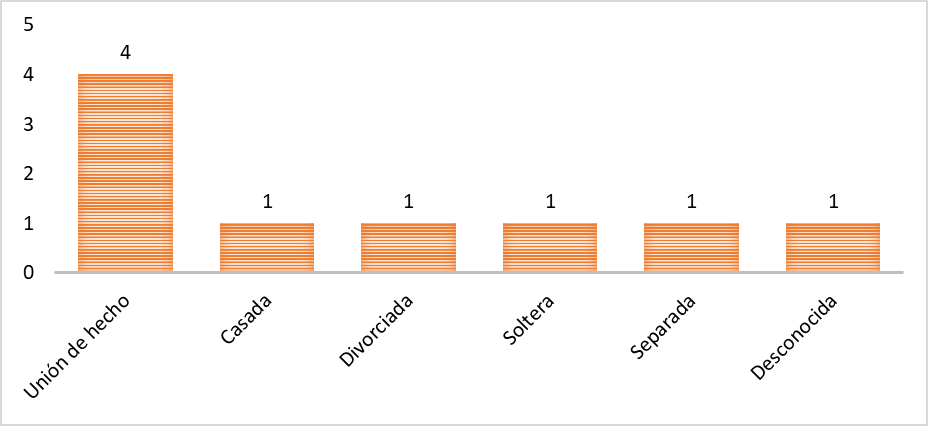 5
4
3
2
1
0
4
1
1
1
1
1
Unión de hecho
Casada
Divorciada
Soltera
Separada
Desconocida